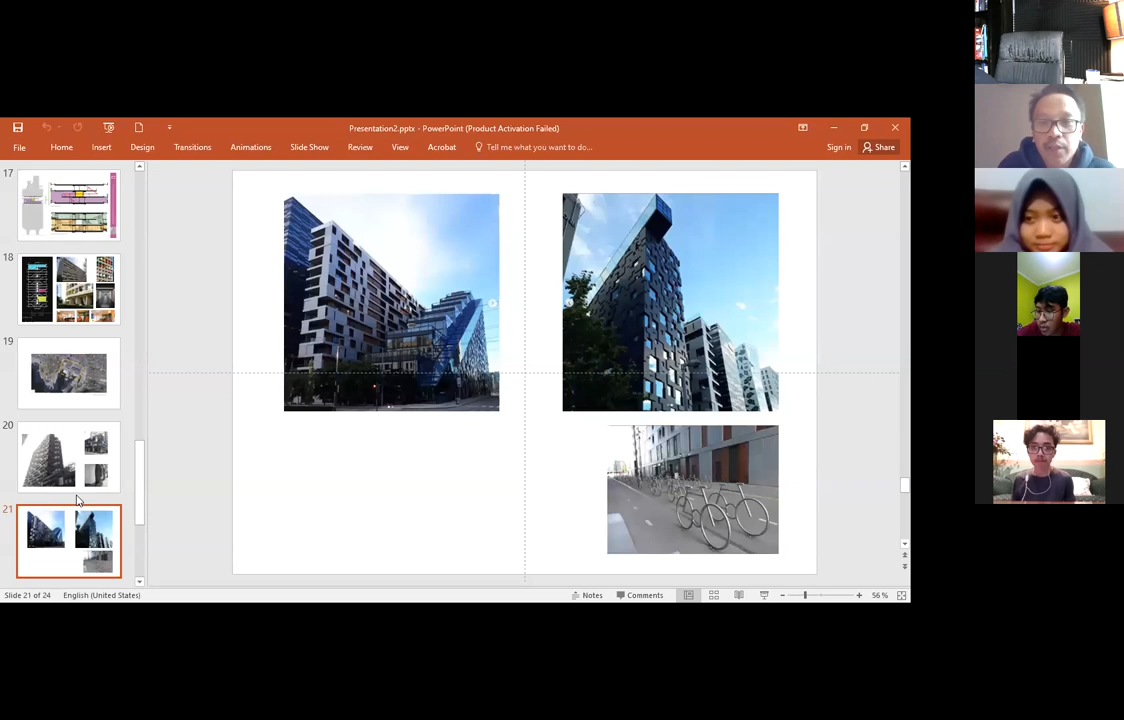 Presentation2.pptx - PowerPoint (Product Activation Failed)
File Home Insert Design Transitions Animations Slide Show Review View Acrobat Tell me what you want to do... Sign in Share
17
18
19
20
21
Slide 21 of 24 English (United States) Notes Comments 56 %